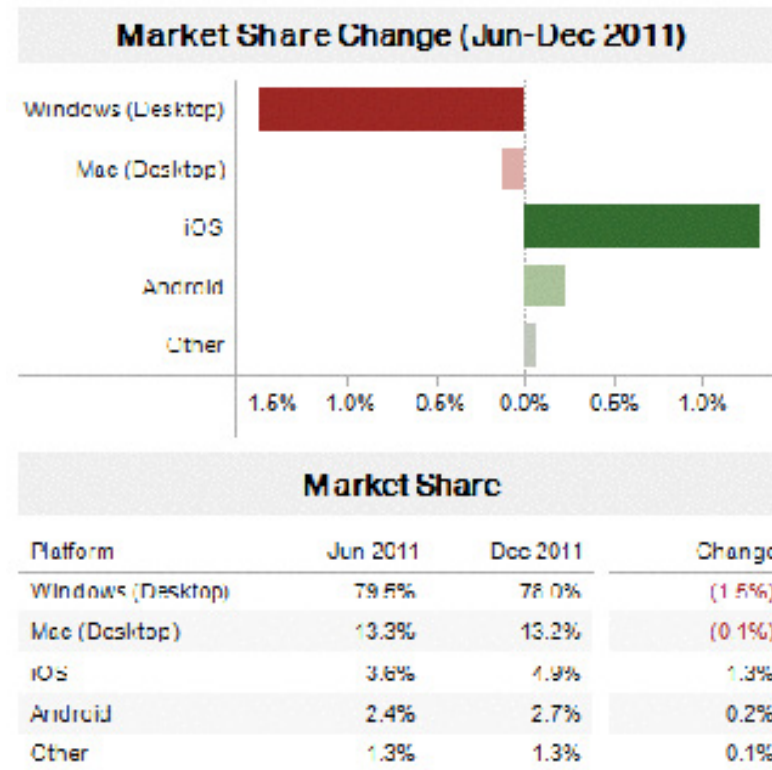 Market Share Change (Jun-Dec 2011)
Windows (Desktop)
Mac (Desktop)
iOS
Android
Other
1.5% 1.0% 0.5% 0.0% 0.5% 1.0%
Market Share
Platform Jun 2011 Dec 2011 Change
Windows (Desktop) 79.5% 78.0% (1.5%)
Mac (Desktop) 13.3% 13.2% (0.1%)
iOS 3.6% 4.9% 1.3%
Android 2.4% 2.7% 0.2%
Other 1.3% 1.3% 0.1%